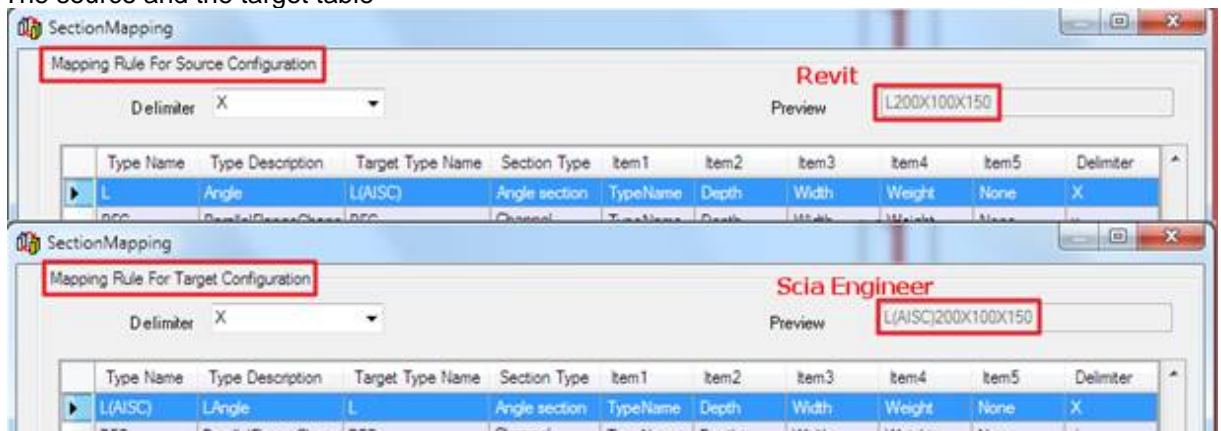 The source and the target table
SectionMapping
Mapping Rule For Source Configuration
Revit
Delimiter X Preview L200X100X150
Type Name Type Description Target Type Name Section Type Item1 Item2 Item3 Item4 Item5 Delimiter
L Angle L(AISC) Angle section TypeName Depth Width Weight None X
SectionMapping
Mapping Rule For Target Configuration
Scia Engineer
Delimiter X Preview L(AISC)200X100X150
Type Name Type Description Target Type Name Section Type Item1 Item2 Item3 Item4 Item5 Delimiter
L(AISC) LAngle L Angle section TypeName Depth Width Weight None X